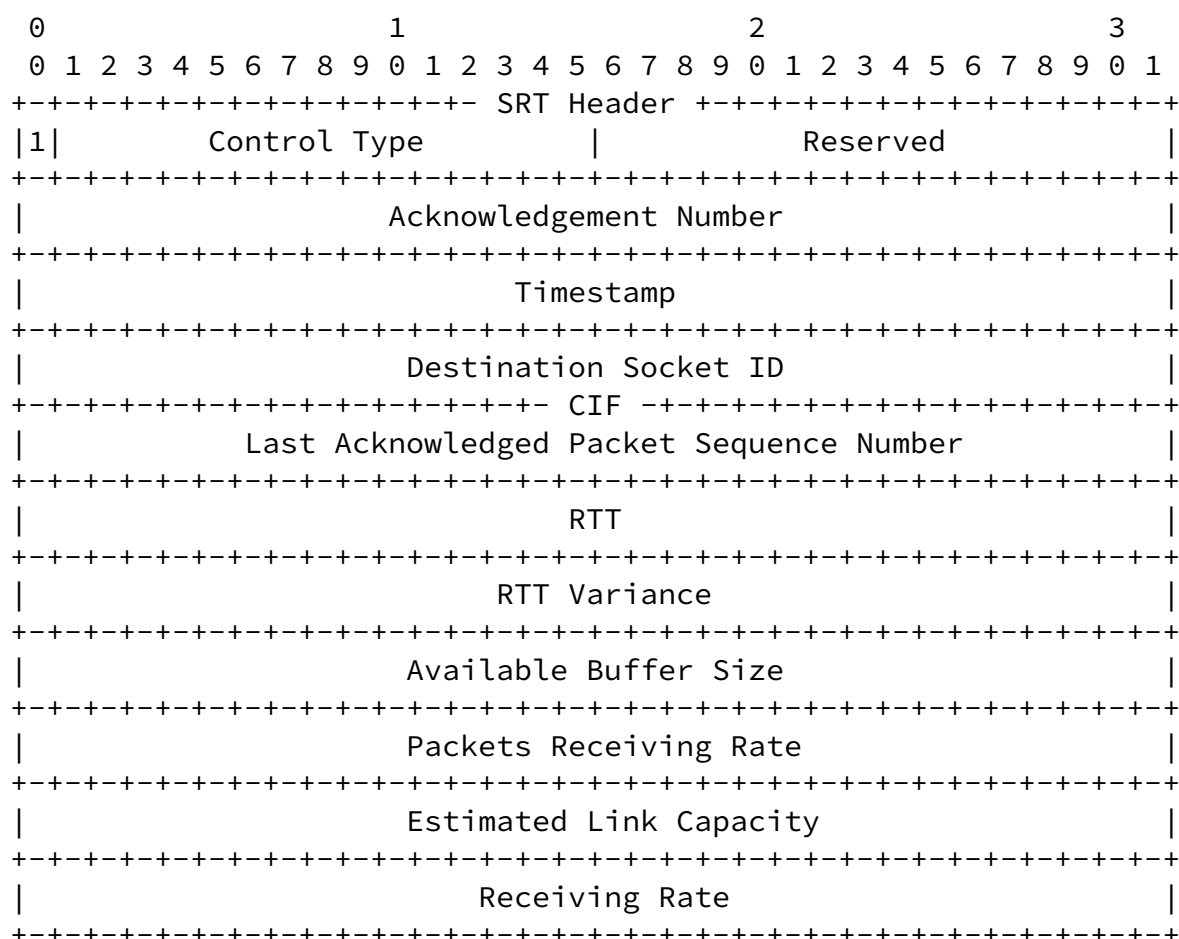 0                   1                   2                   3
 0 1 2 3 4 5 6 7 8 9 0 1 2 3 4 5 6 7 8 9 0 1 2 3 4 5 6 7 8 9 0 1
+-+-+-+-+-+-+-+-+-+-+-+-+- SRT Header +-+-+-+-+-+-+-+-+-+-+-+-+-+
|1|        Control Type         |           Reserved            |
+-+-+-+-+-+-+-+-+-+-+-+-+-+-+-+-+-+-+-+-+-+-+-+-+-+-+-+-+-+-+-+-+
|                    Acknowledgement Number                     |
+-+-+-+-+-+-+-+-+-+-+-+-+-+-+-+-+-+-+-+-+-+-+-+-+-+-+-+-+-+-+-+-+
|                           Timestamp                           |
+-+-+-+-+-+-+-+-+-+-+-+-+-+-+-+-+-+-+-+-+-+-+-+-+-+-+-+-+-+-+-+-+
|                     Destination Socket ID                     |
+-+-+-+-+-+-+-+-+-+-+-+-+-+-+- CIF -+-+-+-+-+-+-+-+-+-+-+-+-+-+-+
|            Last Acknowledged Packet Sequence Number           |
+-+-+-+-+-+-+-+-+-+-+-+-+-+-+-+-+-+-+-+-+-+-+-+-+-+-+-+-+-+-+-+-+
|                              RTT                              |
+-+-+-+-+-+-+-+-+-+-+-+-+-+-+-+-+-+-+-+-+-+-+-+-+-+-+-+-+-+-+-+-+
|                          RTT Variance                         |
+-+-+-+-+-+-+-+-+-+-+-+-+-+-+-+-+-+-+-+-+-+-+-+-+-+-+-+-+-+-+-+-+
|                     Available Buffer Size                     |
+-+-+-+-+-+-+-+-+-+-+-+-+-+-+-+-+-+-+-+-+-+-+-+-+-+-+-+-+-+-+-+-+
|                     Packets Receiving Rate                    |
+-+-+-+-+-+-+-+-+-+-+-+-+-+-+-+-+-+-+-+-+-+-+-+-+-+-+-+-+-+-+-+-+
|                     Estimated Link Capacity                   |
+-+-+-+-+-+-+-+-+-+-+-+-+-+-+-+-+-+-+-+-+-+-+-+-+-+-+-+-+-+-+-+-+
|                         Receiving Rate                        |
+-+-+-+-+-+-+-+-+-+-+-+-+-+-+-+-+-+-+-+-+-+-+-+-+-+-+-+-+-+-+-+-+